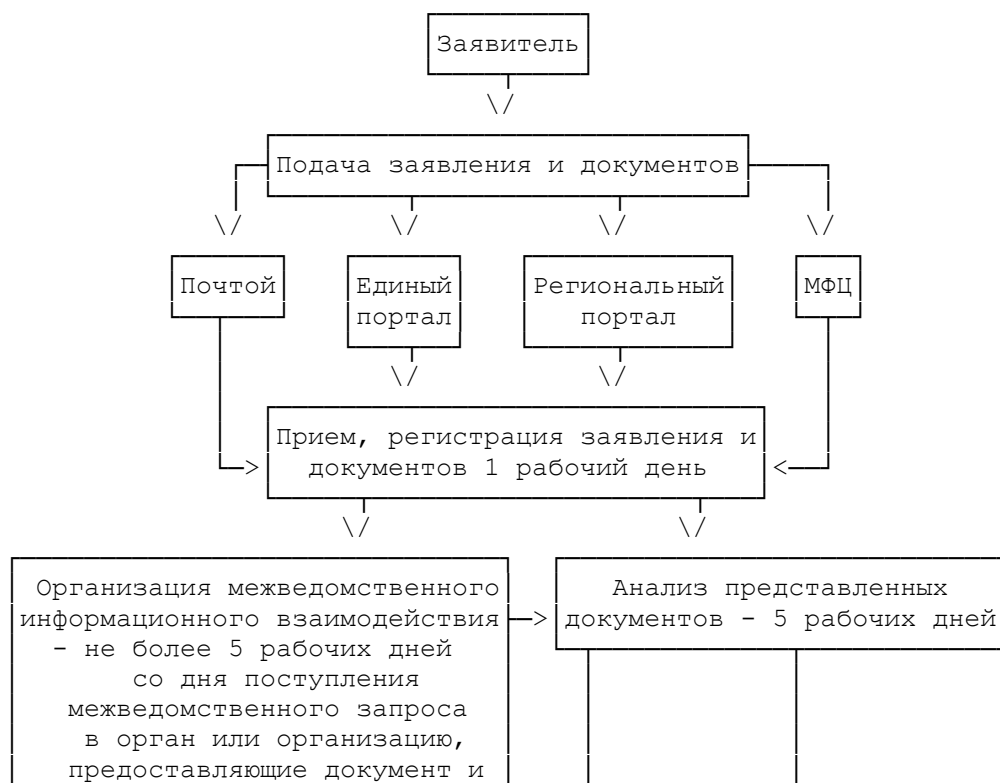 Заявитель
Подача заявления и документов
Почтой
Единый
портал
Региональный
портал
МФЦ
Прием, регистрация заявления и
документов 1 рабочий день
Организация межведомственного
информационного взаимодействия
- не более 5 рабочих дней
со дня поступления
межведомственного запроса
в орган или организацию,
предоставляющие документ и
Анализ представленных
документов - 5 рабочих дней